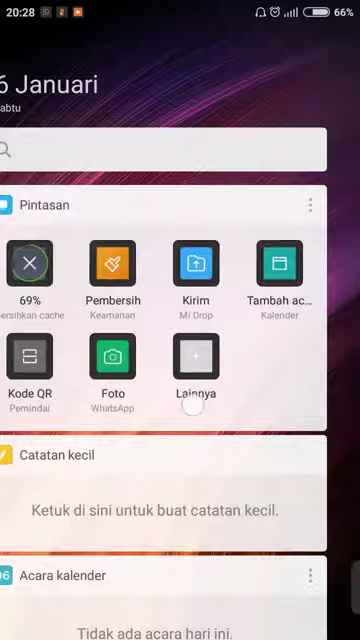 20:28
66%
6 Januari
abtu
Pintasan
69%
Pembersih
Kirim
Tambah ac...
ersihkan cache
Keamanan
Mi Drop
Kalender
Kode QR
Foto
Lainnya
Pemindai
WhatsApp
Catatan kecil
Ketuk di sini untuk buat catatan kecil.
06
Acara kalender
Tidak ada acara hari ini.